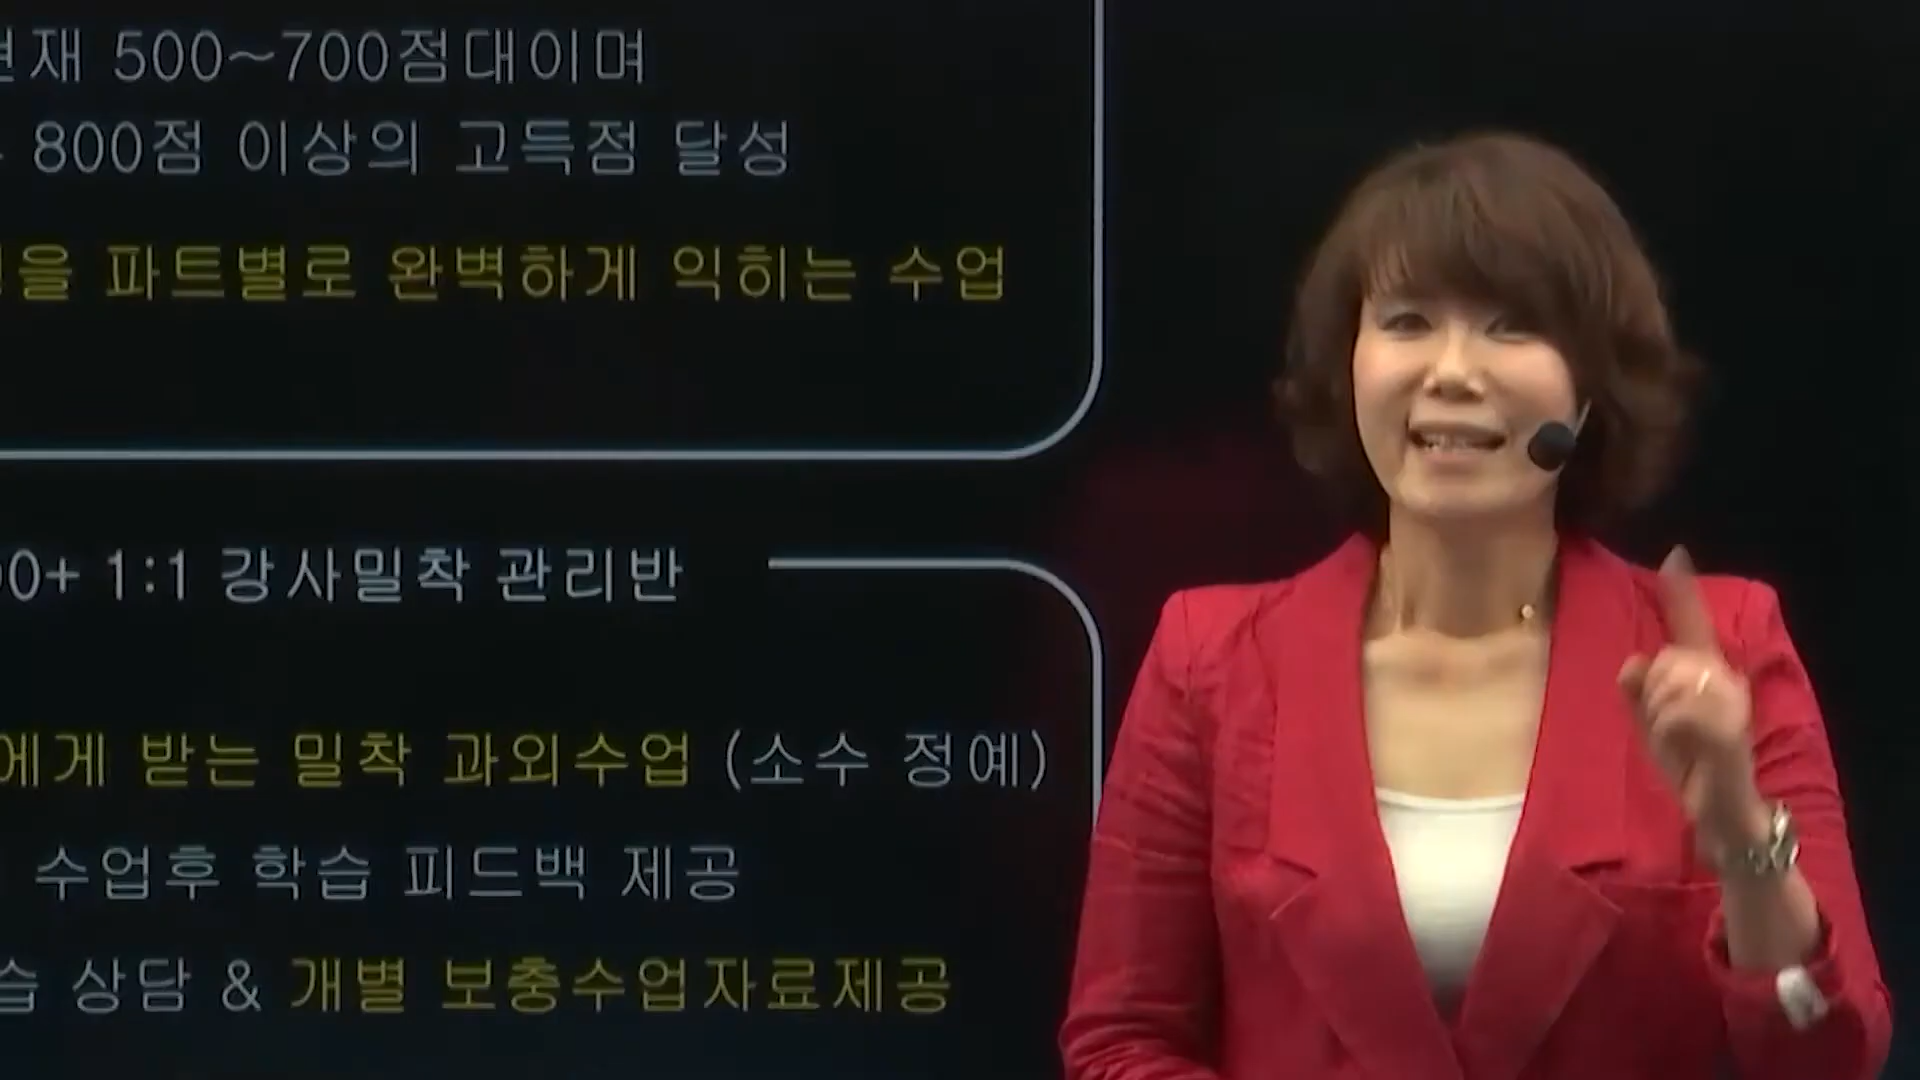 현재 500~700점대이며
800점 이상의 고득점 달성
을 파트별로 완벽하게 익히는 수업
00+ 1:1 강사밀착 관리반
에게 받는 밀착 과외수업 (소수 정예)
수업후 학습 피드백 제공
습 상담 & 개별 보충수업자료제공